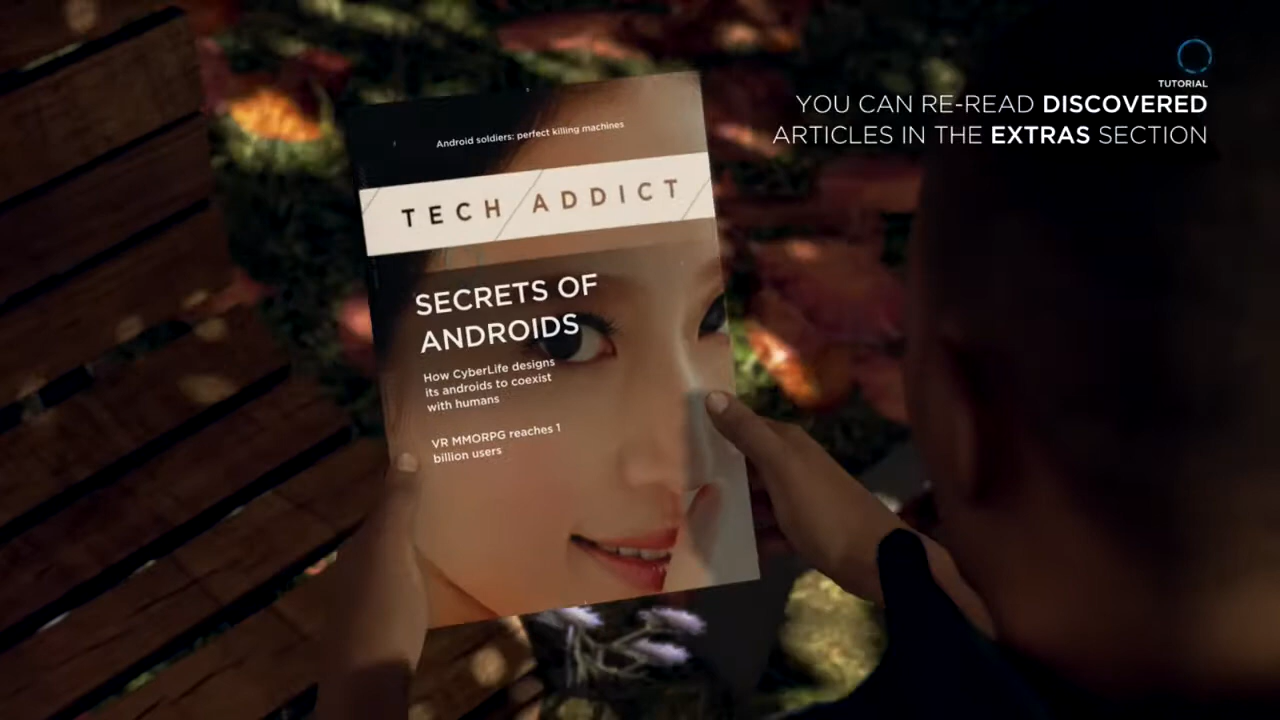 TUTORIAL
YOU CAN RE-READ DISCOVERED
ARTICLES IN THE EXTRAS SECTION
Android soldiers: perfect killing machines
TECH ADDICT
SECRETS OF
ANDROIDS
How CyberLife designs
its androids to coexist
with humans
VR MMORPG reaches 1
billion users